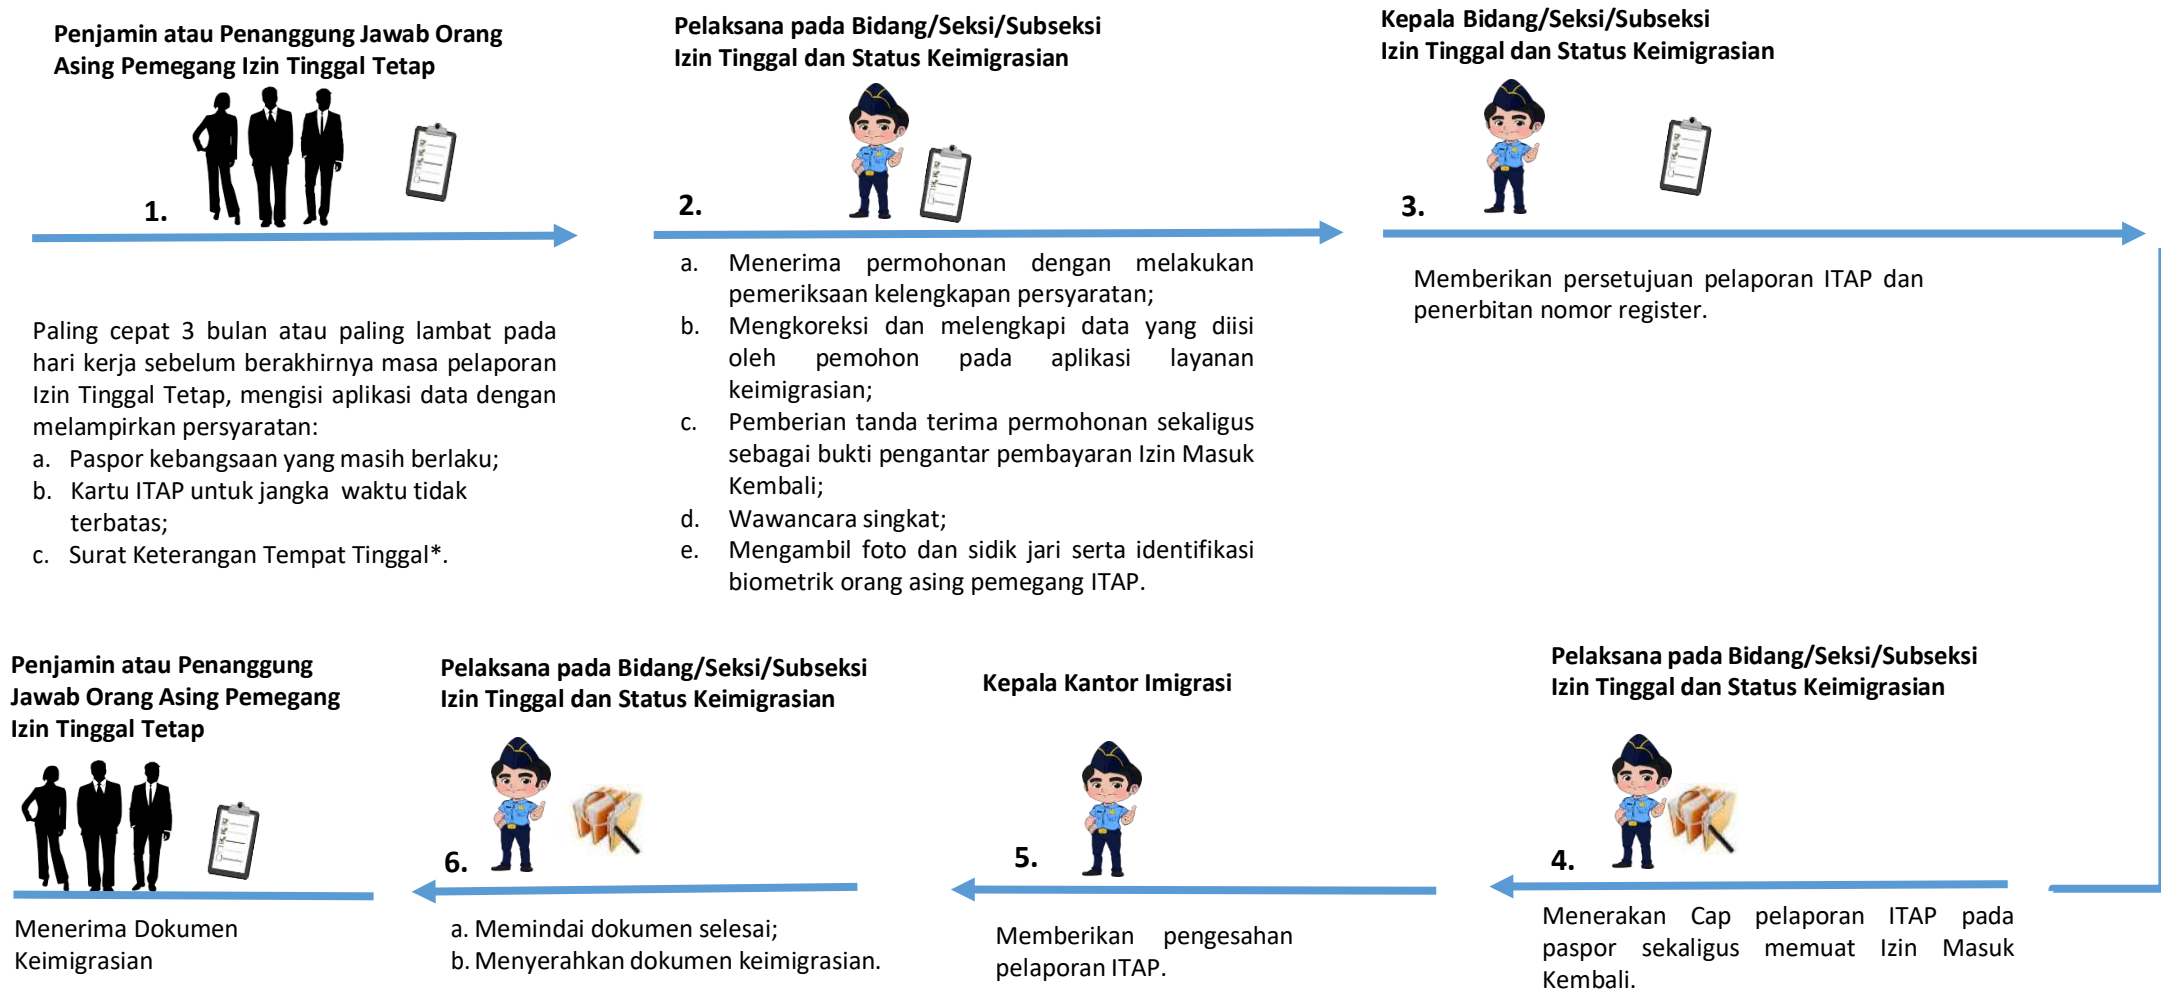 Penjamin atau Penanggung Jawab Orang
Asing Pemegang Izin Tinggal Tetap
1.
Paling cepat 3 bulan atau paling lambat pada
hari kerja sebelum berakhirnya masa pelaporan
Izin Tinggal Tetap, mengisi aplikasi data dengan
melampirkan persyaratan:
a. Paspor kebangsaan yang masih berlaku;
b. Kartu ITAP untuk jangka waktu tidak
terbatas;
c. Surat Keterangan Tempat Tinggal*.
Pelaksana pada Bidang/Seksi/Subseksi
Izin Tinggal dan Status Keimigrasian
2.
a. Menerima permohonan dengan melakukan
pemeriksaan kelengkapan persyaratan;
b. Mengkoreksi dan melengkapi data yang diisi
oleh pemohon pada aplikasi layanan
keimigrasian;
c. Pemberian tanda terima permohonan sekaligus
sebagai bukti pengantar pembayaran Izin Masuk
Kembali;
d. Wawancara singkat;
e. Mengambil foto dan sidik jari serta identifikasi
biometrik orang asing pemegang ITAP.
Kepala Bidang/Seksi/Subseksi
Izin Tinggal dan Status Keimigrasian
3.
Memberikan persetujuan pelaporan ITAP dan
penerbitan nomor register.
Pelaksana pada Bidang/Seksi/Subseksi
Izin Tinggal dan Status Keimigrasian
4.
Menerakan Cap pelaporan ITAP pada
paspor sekaligus memuat Izin Masuk
Kembali.
Kepala Kantor Imigrasi
5.
Memberikan pengesahan
pelaporan ITAP.
Pelaksana pada Bidang/Seksi/Subseksi
Izin Tinggal dan Status Keimigrasian
6.
a. Memindai dokumen selesai;
b. Menyerahkan dokumen keimigrasian.
Penjamin atau Penanggung
Jawab Orang Asing Pemegang
Izin Tinggal Tetap
Menerima Dokumen
Keimigrasian